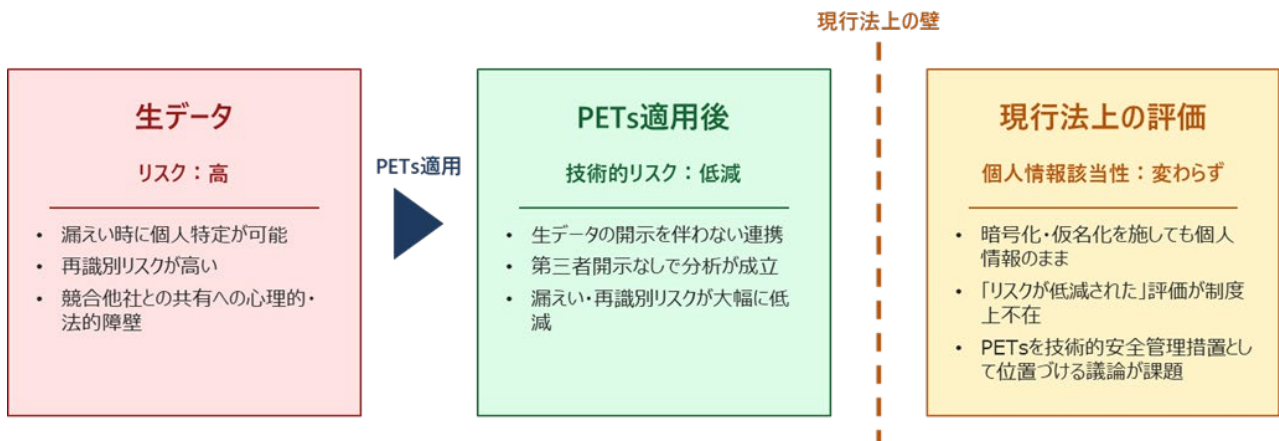 現行法上の壁
生データ
リスク：高
• 漏えい時に個人特定が可能
• 再識別リスクが高い
• 競合他社との共有への心理的・
法的障壁
PETs適用
PETs適用後
技術的リスク：低減
• 生データの開示を伴わない連携
• 第三者開示なしで分析が成立
• 漏えい・再識別リスクが大幅に低
減
現行法上の評価
個人情報該当性：変わらず
• 暗号化・仮名化を施しても個人
情報のまま
• 「リスクが低減された」評価が制度
上不在
• PETsを技術的安全管理措置とし
て位置づける議論が課題